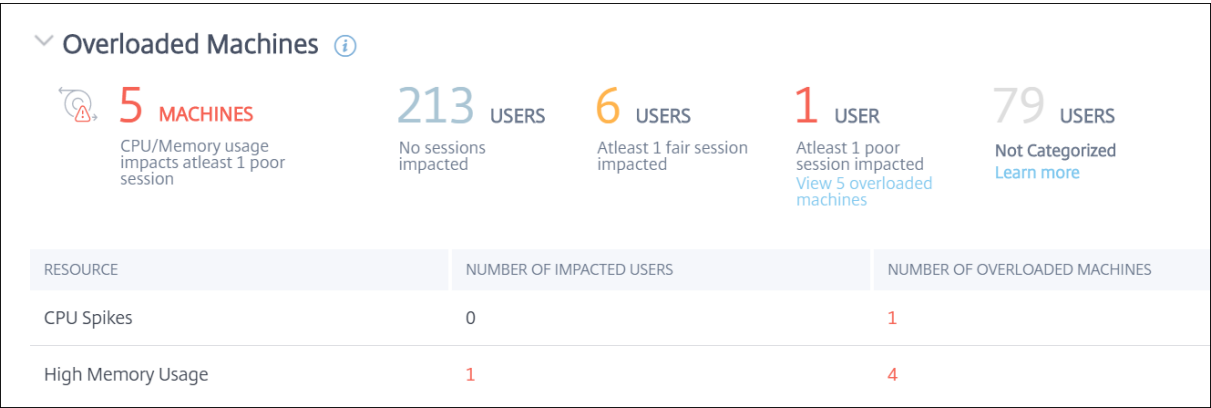 Overloaded Machines
5 MACHINES
CPU/Memory usage
impacts atleast 1 poor
session
213 USERS
No sessions
impacted
6 USERS
Atleast 1 fair session
impacted
1 USER
Atleast 1 poor
session impacted
View 5 overloaded
machines
79 USERS
Not Categorized
Learn more
RESOURCE NUMBER OF IMPACTED USERS NUMBER OF OVERLOADED MACHINES
CPU Spikes 0 1
High Memory Usage 1 4